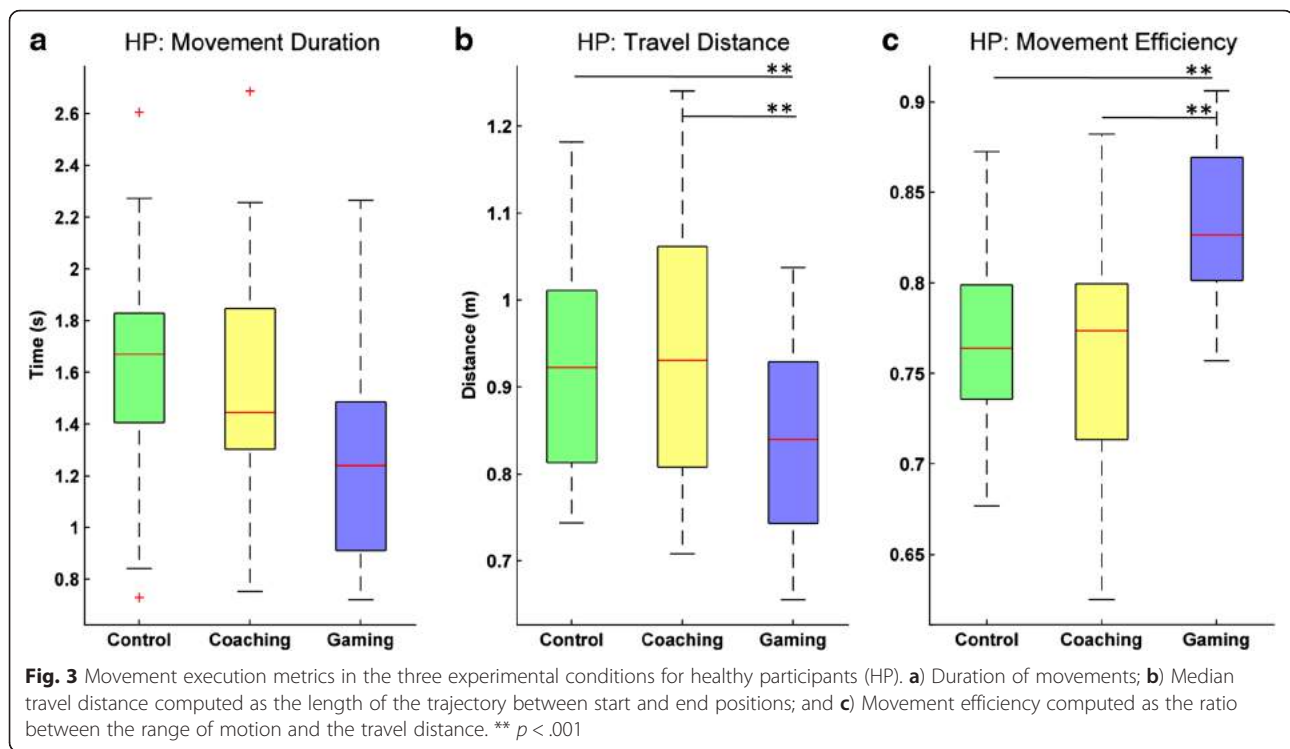 a HP: Movement Duration
2.6
2.4
2.2
2
1.8
1.6
1.4
1.2
1
0.8
Time (s)
Control Coaching Gaming
b HP: Travel Distance
**
**
1.2
1.1
1
0.9
0.8
0.7
Distance (m)
Control Coaching Gaming
c HP: Movement Efficiency
**
**
0.9
0.85
0.8
0.75
0.7
0.65
Control Coaching Gaming
Fig. 3 Movement execution metrics in the three experimental conditions for healthy participants (HP). a) Duration of movements; b) Median
travel distance computed as the length of the trajectory between start and end positions; and c) Movement efficiency computed as the ratio
between the range of motion and the travel distance. ** p < .001